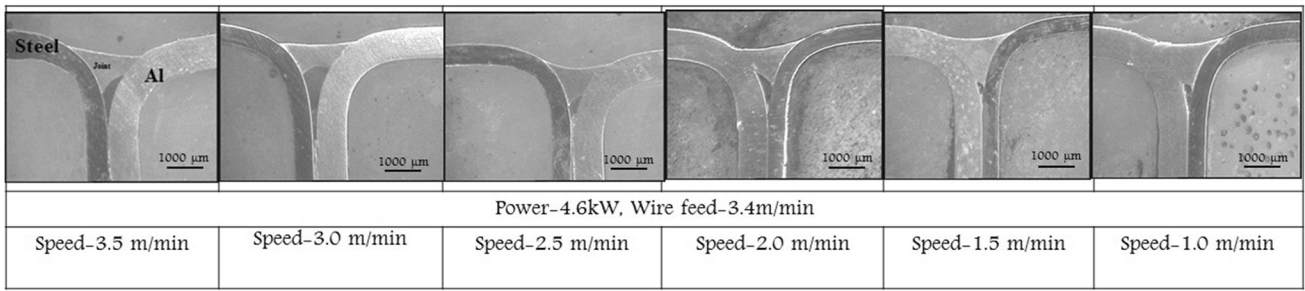 Steel
Joint
Al
1000 µm
1000 µm
1000 µm
1000 µm
1000 µm
1000 µm
Power-4.6kW, Wire feed-3.4m/min
Speed-3.5 m/min
Speed-3.0 m/min
Speed-2.5 m/min
Speed-2.0 m/min
Speed-1.5 m/min
Speed-1.0 m/min